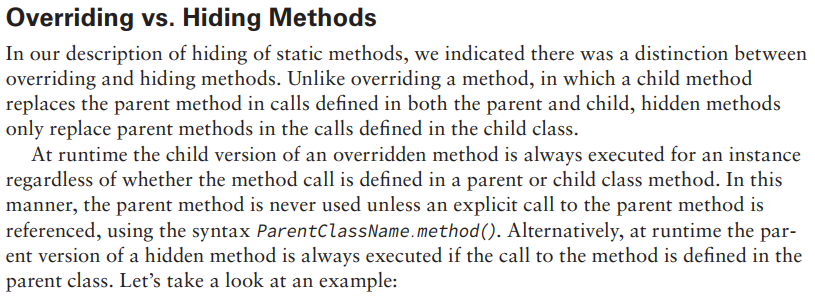 Overriding vs. Hiding Methods
In our description of hiding of static methods, we indicated there was a distinction between
overriding and hiding methods. Unlike overriding a method, in which a child method
replaces the parent method in calls defined in both the parent and child, hidden methods
only replace parent methods in the calls defined in the child class.
At runtime the child version of an overridden method is always executed for an instance
regardless of whether the method call is defined in a parent or child class method. In this
manner, the parent method is never used unless an explicit call to the parent method is
referenced, using the syntax ParentClassName.method(). Alternatively, at runtime the par-
ent version of a hidden method is always executed if the call to the method is defined in the
parent class. Let’s take a look at an example: